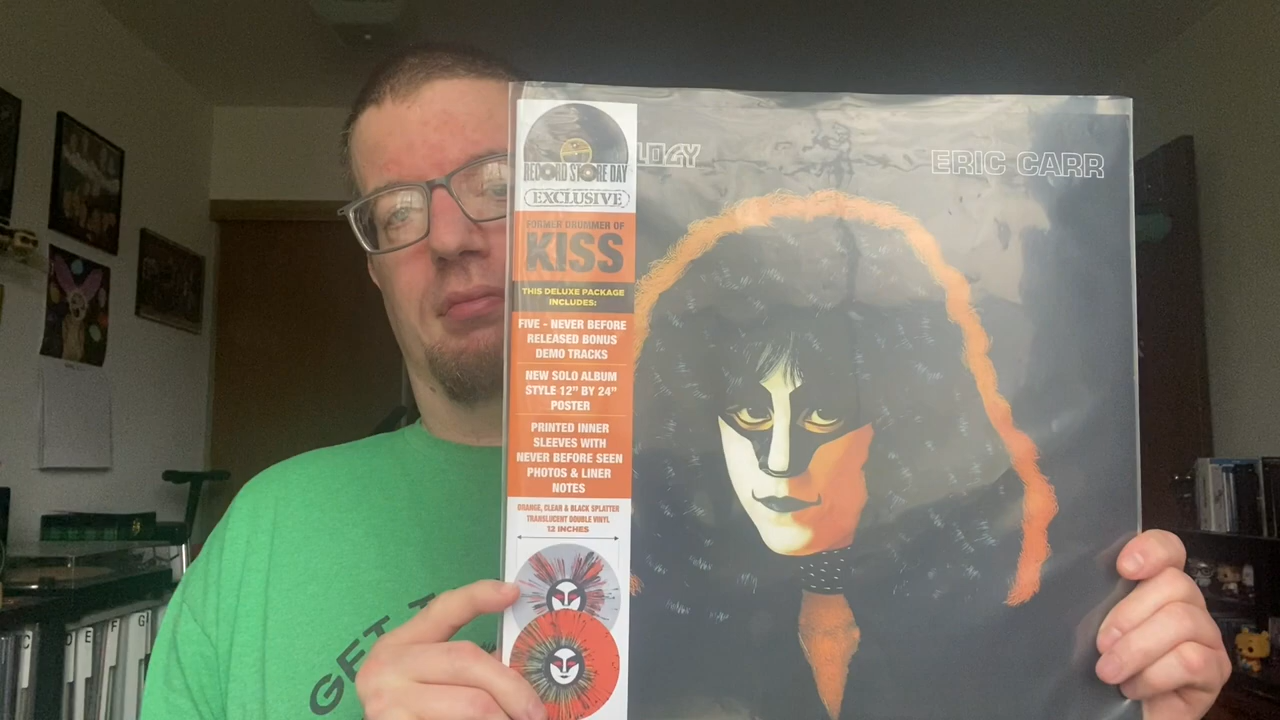 RECORD STORE DAY
EXCLUSIVE
FORMER DRUMMER OF
KISS
THIS DELUXE PACKAGE
INCLUDES:
FIVE - NEVER BEFORE
RELEASED BONUS
DEMO TRACKS
NEW SOLO ALBUM
STYLE 12" BY 24"
POSTER
PRINTED INNER
SLEEVES WITH
NEVER BEFORE SEEN
PHOTOS & LINER
NOTES
ORANGE, CLEAR & BLACK SPLATTER
TRANSLUCENT DOUBLE VINYL
12 INCHES
LOGY
ERIC CARR
GET
C D E F G